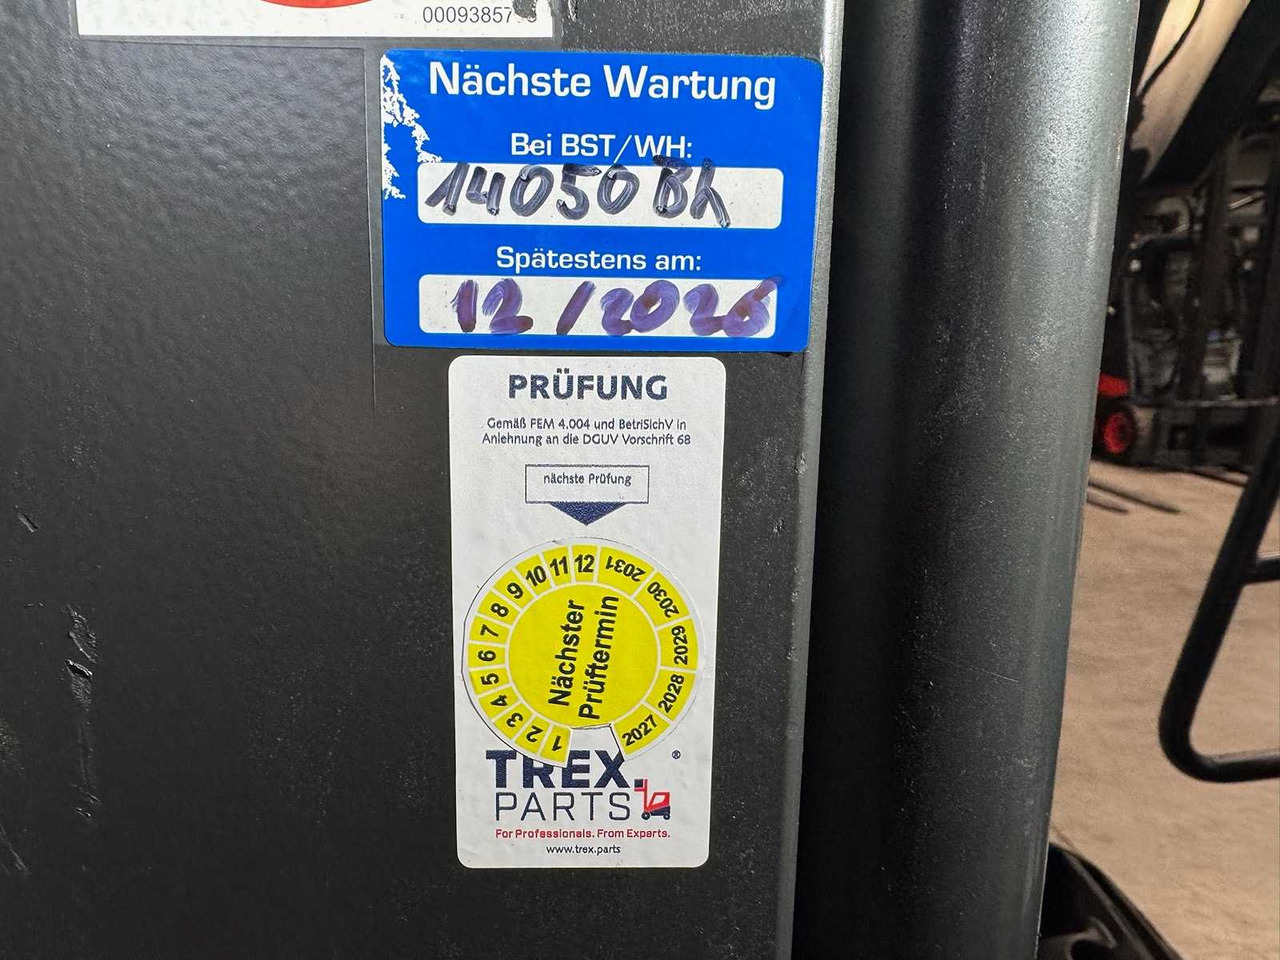 Nächste Wartung
Bei BST/WH:
14050 Bh
Spätestens am:
12/2026
PRÜFUNG
Gemäß FEM 4.004 und BetriSichV in
Anlehnung an die DGUV Vorschrift 68
nächste Prüfung
1 2 3 4 5 6 7 8 9 10 11 12 2031 2030 2029 2028 2027
Nächster
Prüftermin
TREX.®
PARTS
For Professionals. From Experts.
www.trex.parts